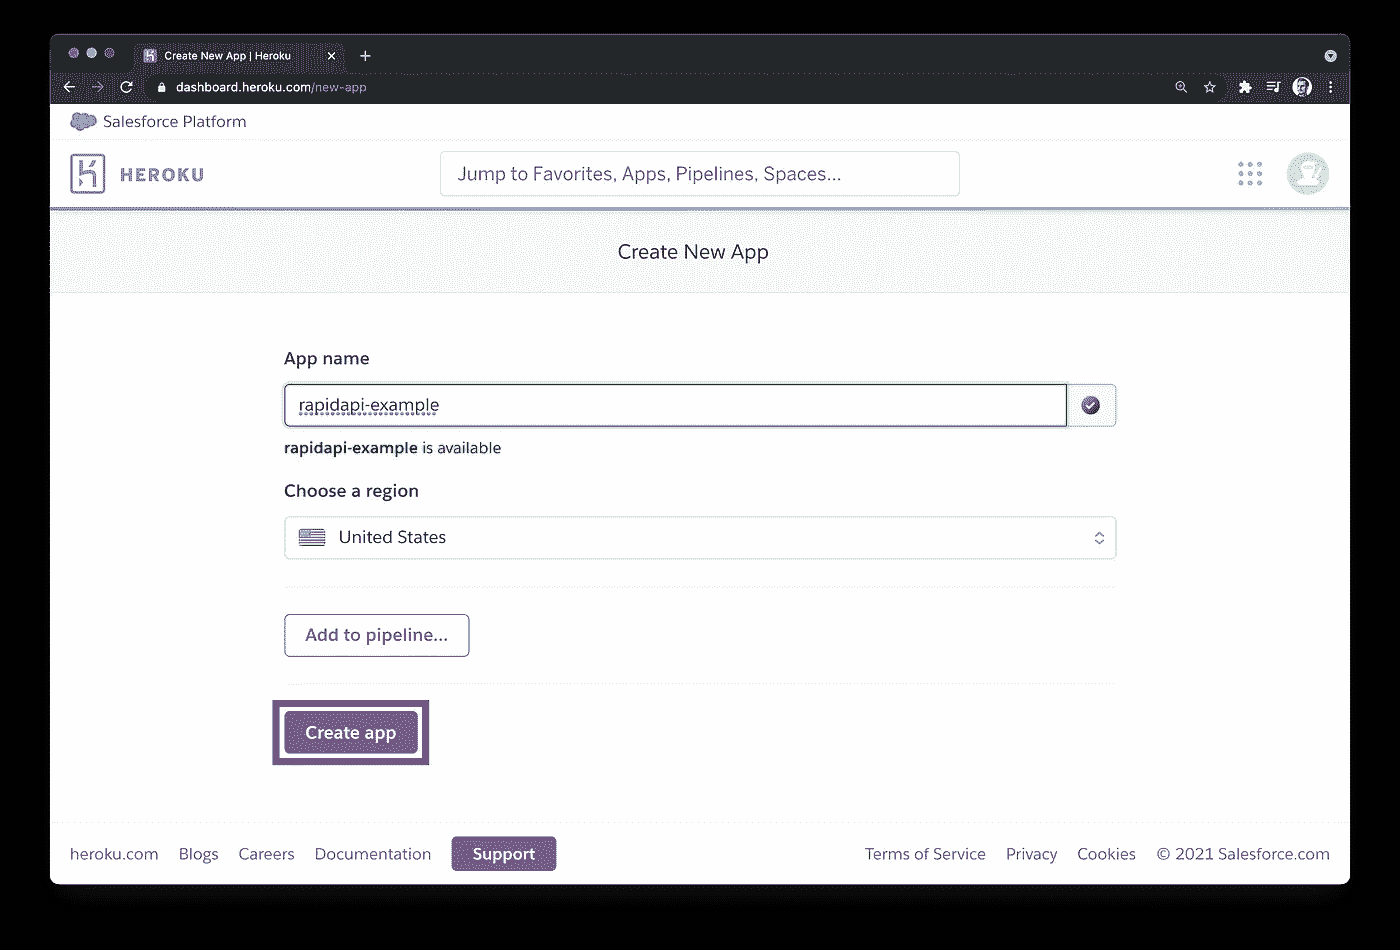 Create New App | Heroku
dashboard.heroku.com/new-app
Salesforce Platform
HEROKU
Jump to Favorites, Apps, Pipelines, Spaces...
Create New App
App name
rapidapi-example
rapidapi-example is available
Choose a region
United States
Add to pipeline...
Create app
heroku.com Blogs Careers Documentation Support Terms of Service Privacy Cookies © 2021 Salesforce.com